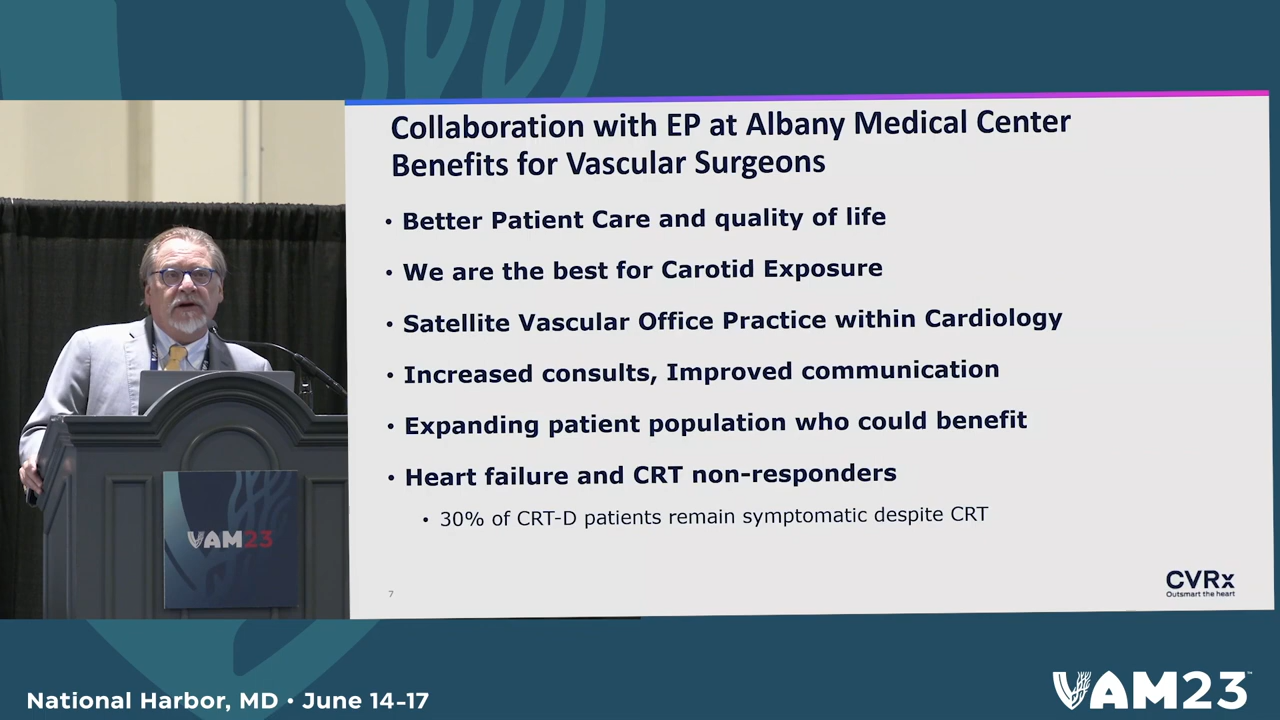 Collaboration with EP at Albany Medical Center
Benefits for Vascular Surgeons
• Better Patient Care and quality of life
• We are the best for Carotid Exposure
• Satellite Vascular Office Practice within Cardiology
• Increased consults, Improved communication
• Expanding patient population who could benefit
• Heart failure and CRT non-responders
• 30% of CRT-D patients remain symptomatic despite CRT
7
CVRx
Outsmart the heart
VAM23
National Harbor, MD • June 14-17
VAM23™